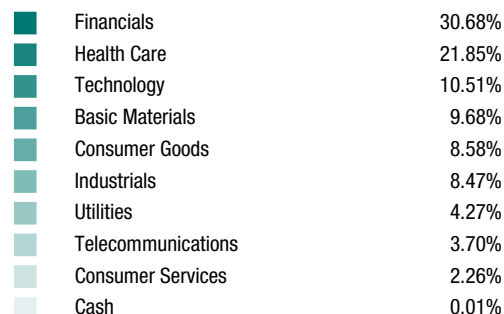 Financials 30.68%
Health Care 21.85%
Technology 10.51%
Basic Materials 9.68%
Consumer Goods 8.58%
Industrials 8.47%
Utilities 4.27%
Telecommunications 3.70%
Consumer Services 2.26%
Cash 0.01%